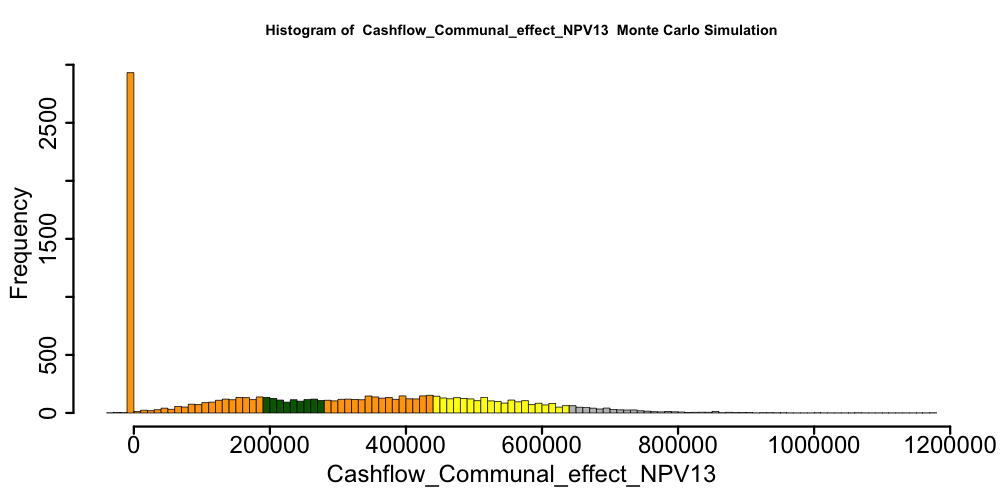 Histogram of  Cashflow_Communal_effect_NPV13  Monte Carlo Simulation
Frequency
2500
1500
500
0
0 200000 400000 600000 800000 1000000 1200000
Cashflow_Communal_effect_NPV13